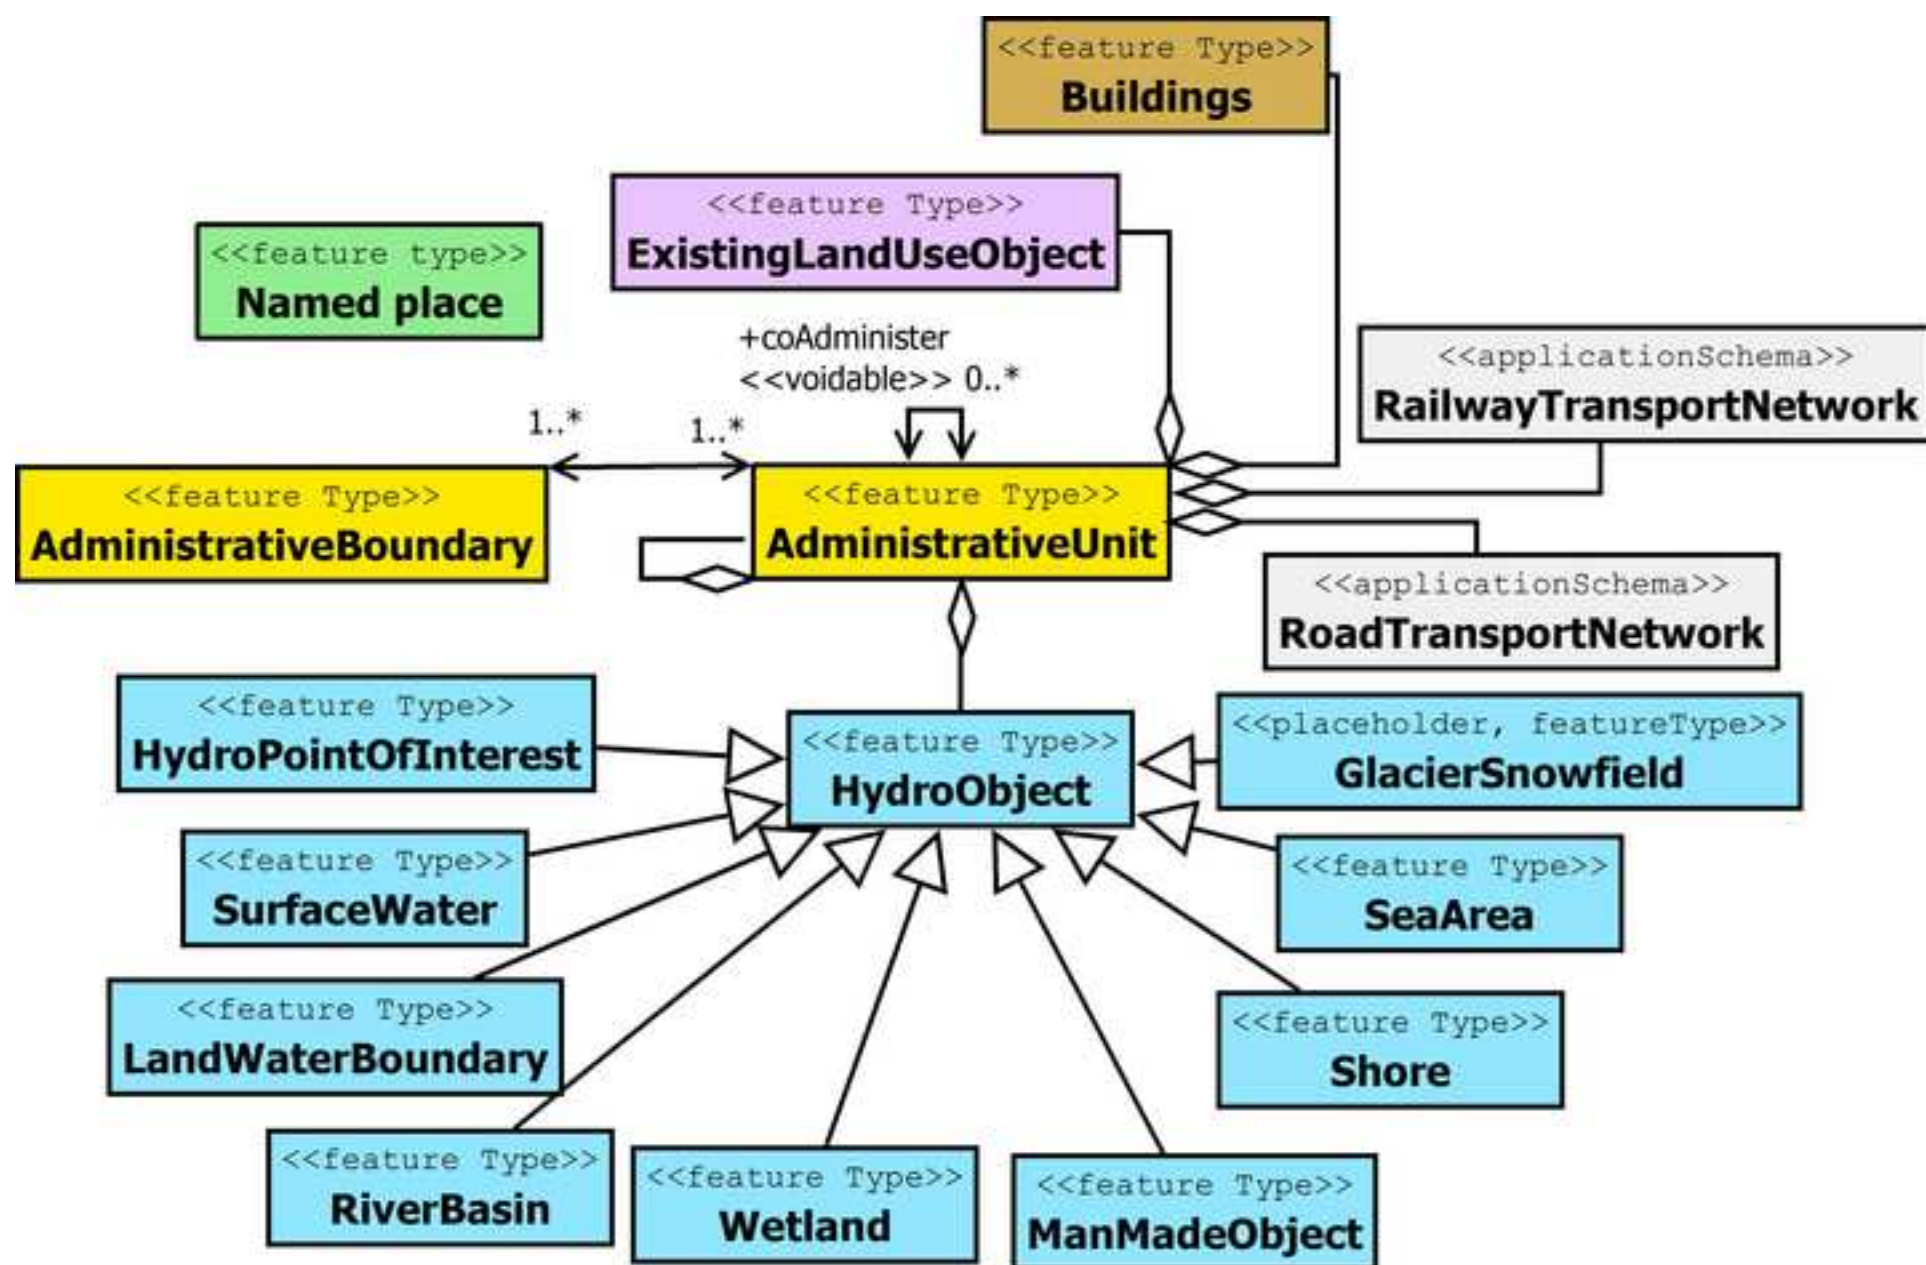 <<feature Type>>
Buildings
<<feature Type>>
ExistingLandUseObject
<<feature type>>
Named place
+coAdminister
<<voidable>> 0..*
<<applicationSchema>>
RailwayTransportNetwork
1..*
1..*
<<feature Type>>
AdministrativeBoundary
<<feature Type>>
AdministrativeUnit
<<applicationSchema>>
RoadTransportNetwork
<<feature Type>>
HydroPointOfInterest
<<feature Type>>
HydroObject
<<placeholder, featureType>>
GlacierSnowfield
<<feature Type>>
SurfaceWater
<<feature Type>>
SeaArea
<<feature Type>>
LandWaterBoundary
<<feature Type>>
Shore
<<feature Type>>
RiverBasin
<<feature Type>>
Wetland
<<feature Type>>
ManMadeObject